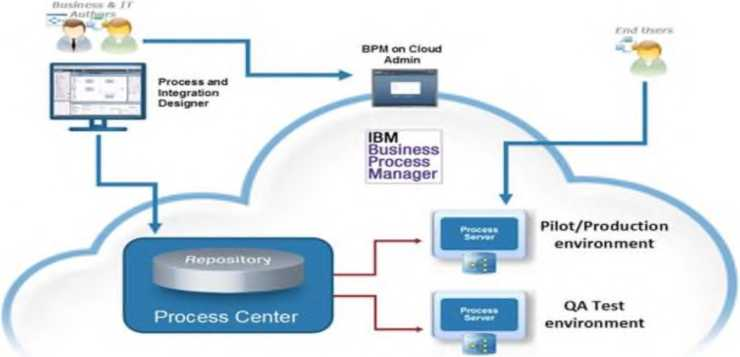 Business & IT
Authors
End Users
BPM on Cloud
Admin
Process and
Integration
Designer
IBM
Business
Process
Manager
Process
Server
Pilot/Production
environment
Repository
Process Center
Process
Server
QA Test
environment